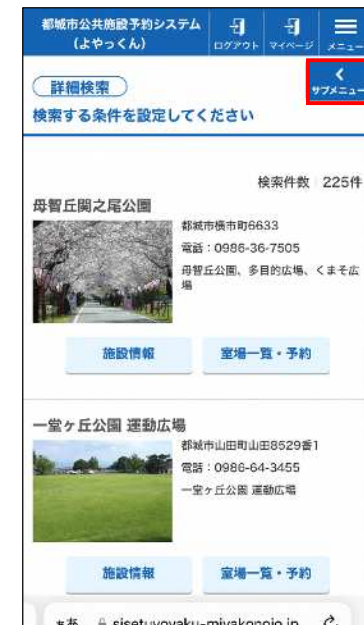 都城市公共施設予約システム
(よやっくん)
ログアウト
マイページ
メニュー
サブメニュー
詳細検索
検索する条件を設定してください
検索件数 225件
母智丘関之尾公園
都城市横市町6633
電話：0986-36-7505
母智丘公園、多目的広場、くまそ広
場
施設情報
室場一覧・予約
一堂ヶ丘公園 運動広場
都城市山田町山田8529番1
電話：0986-64-3455
一堂ヶ丘公園 運動広場
施設情報
室場一覧・予約
ぁあ
sisetuyoyaku-miyakonojo.jp